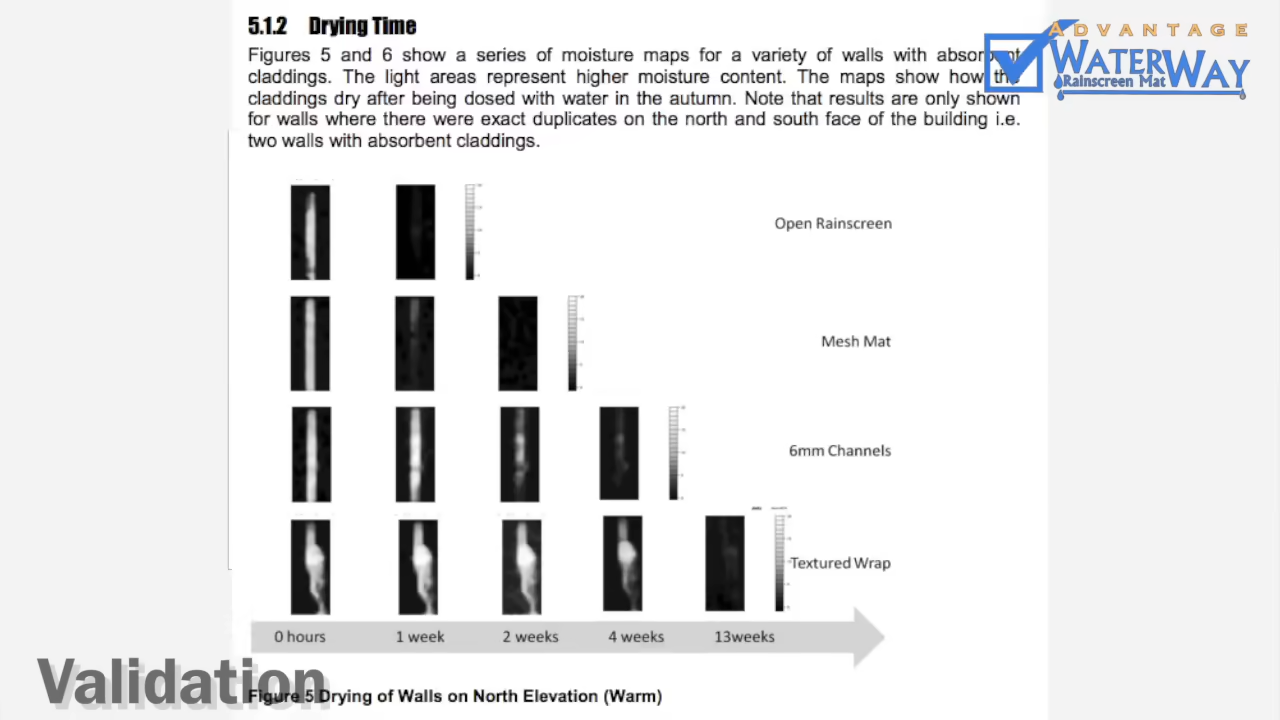 5.1.2 Drying Time
Figures 5 and 6 show a series of moisture maps for a variety of walls with absorbent
claddings. The light areas represent higher moisture content. The maps show how the
claddings dry after being dosed with water in the autumn. Note that results are only shown
for walls where there were exact duplicates on the north and south face of the building i.e.
two walls with absorbent claddings.
ADVANTAGE
WATERWAY
Rainscreen Mat
Open Rainscreen
Mesh Mat
6mm Channels
Textured Wrap
0 hours 1 week 2 weeks 4 weeks 13weeks
Validation
Figure 5 Drying of Walls on North Elevation (Warm)